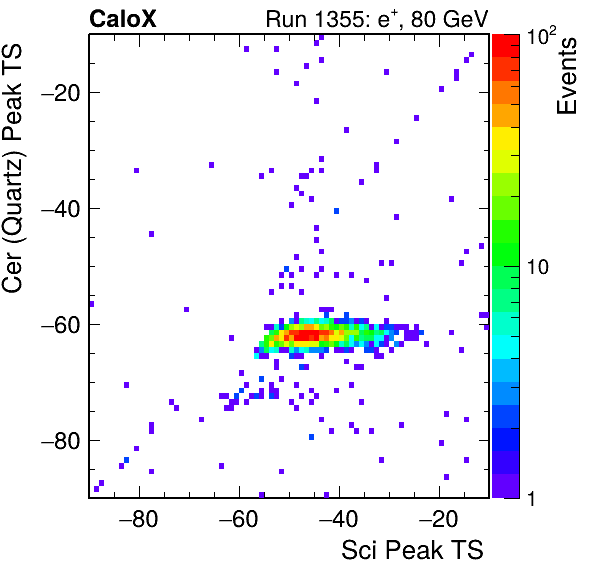 CaloX Run 1355: e⁺, 80 GeV
Cer (Quartz) Peak TS
−20
−40
−60
−80
−80 −60 −40 −20
Sci Peak TS
10²
10
1
Events